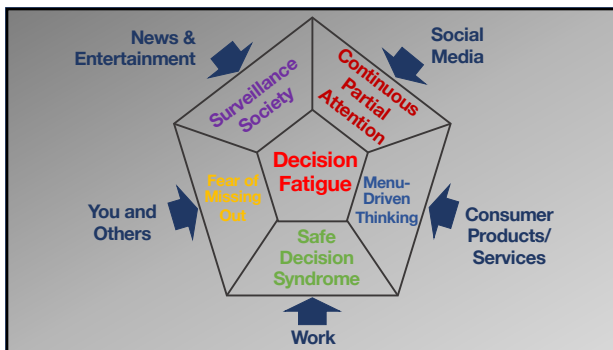 News &
Entertainment
Social
Media
Surveillance
Society
Continuous
Partial
Attention
Decision
Fatigue
Fear of
Missing
Out
Menu-
Driven
Thinking
You and
Others
Consumer
Products/
Services
Safe
Decision
Syndrome
Work